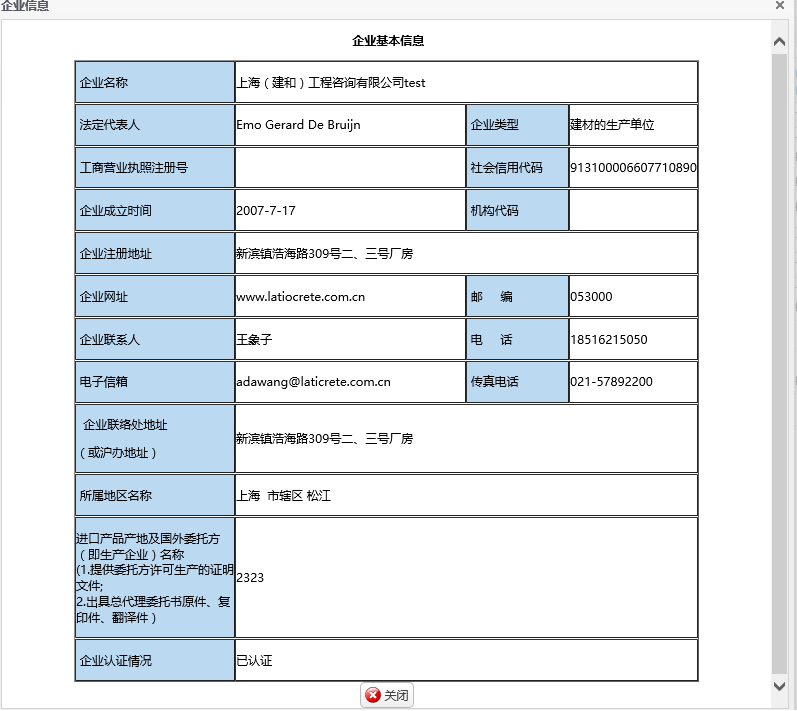 企业信息
企业基本信息
企业名称 上海（建和）工程咨询有限公司test
法定代表人 Emo Gerard De Bruijn 企业类型 建材的生产单位
工商营业执照注册号 社会信用代码 913100006607710890
企业成立时间 2007-7-17 机构代码
企业注册地址 新滨镇浩海路309号二、三号厂房
企业网址 www.latiocrete.com.cn 邮 编 053000
企业联系人 王象子 电 话 18516215050
电子信箱 adawang@laticrete.com.cn 传真电话 021-57892200
企业联络处地址
（或沪办地址） 新滨镇浩海路309号二、三号厂房
所属地区名称 上海 市辖区 松江
进口产品产地及国外委托方
（即生产企业）名称
(1.提供委托方许可生产的证明
文件;
2.出具总代理委托书原件、复
印件、翻译件） 2323
企业认证情况 已认证
关闭